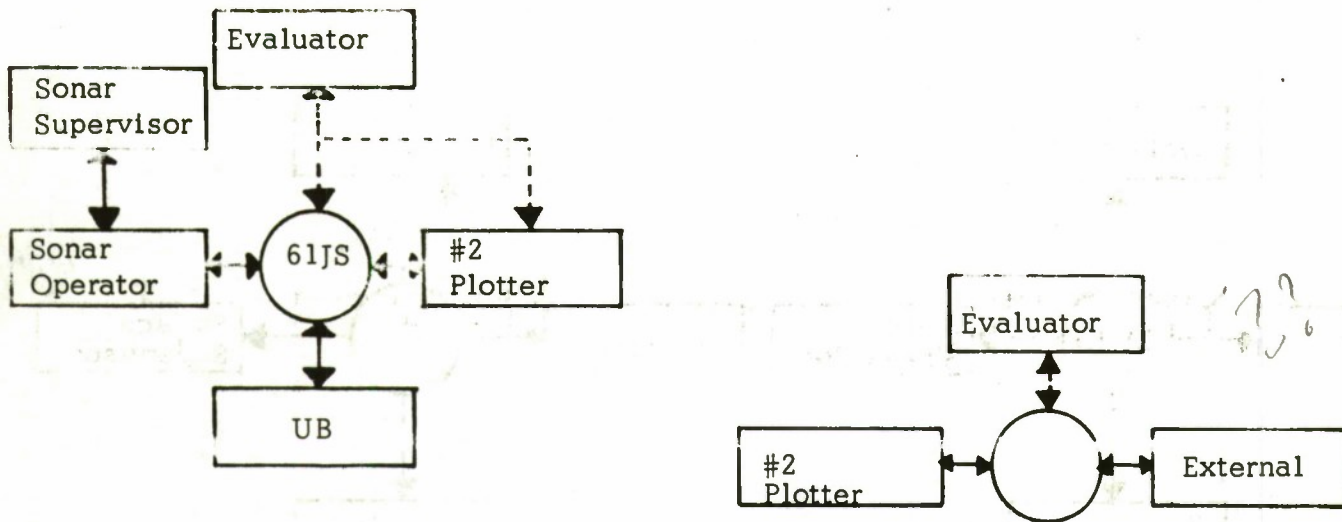 Evaluator
Sonar
Supervisor
Sonar
Operator
61JS
#2
Plotter
UB
Evaluator
#2
Plotter
External